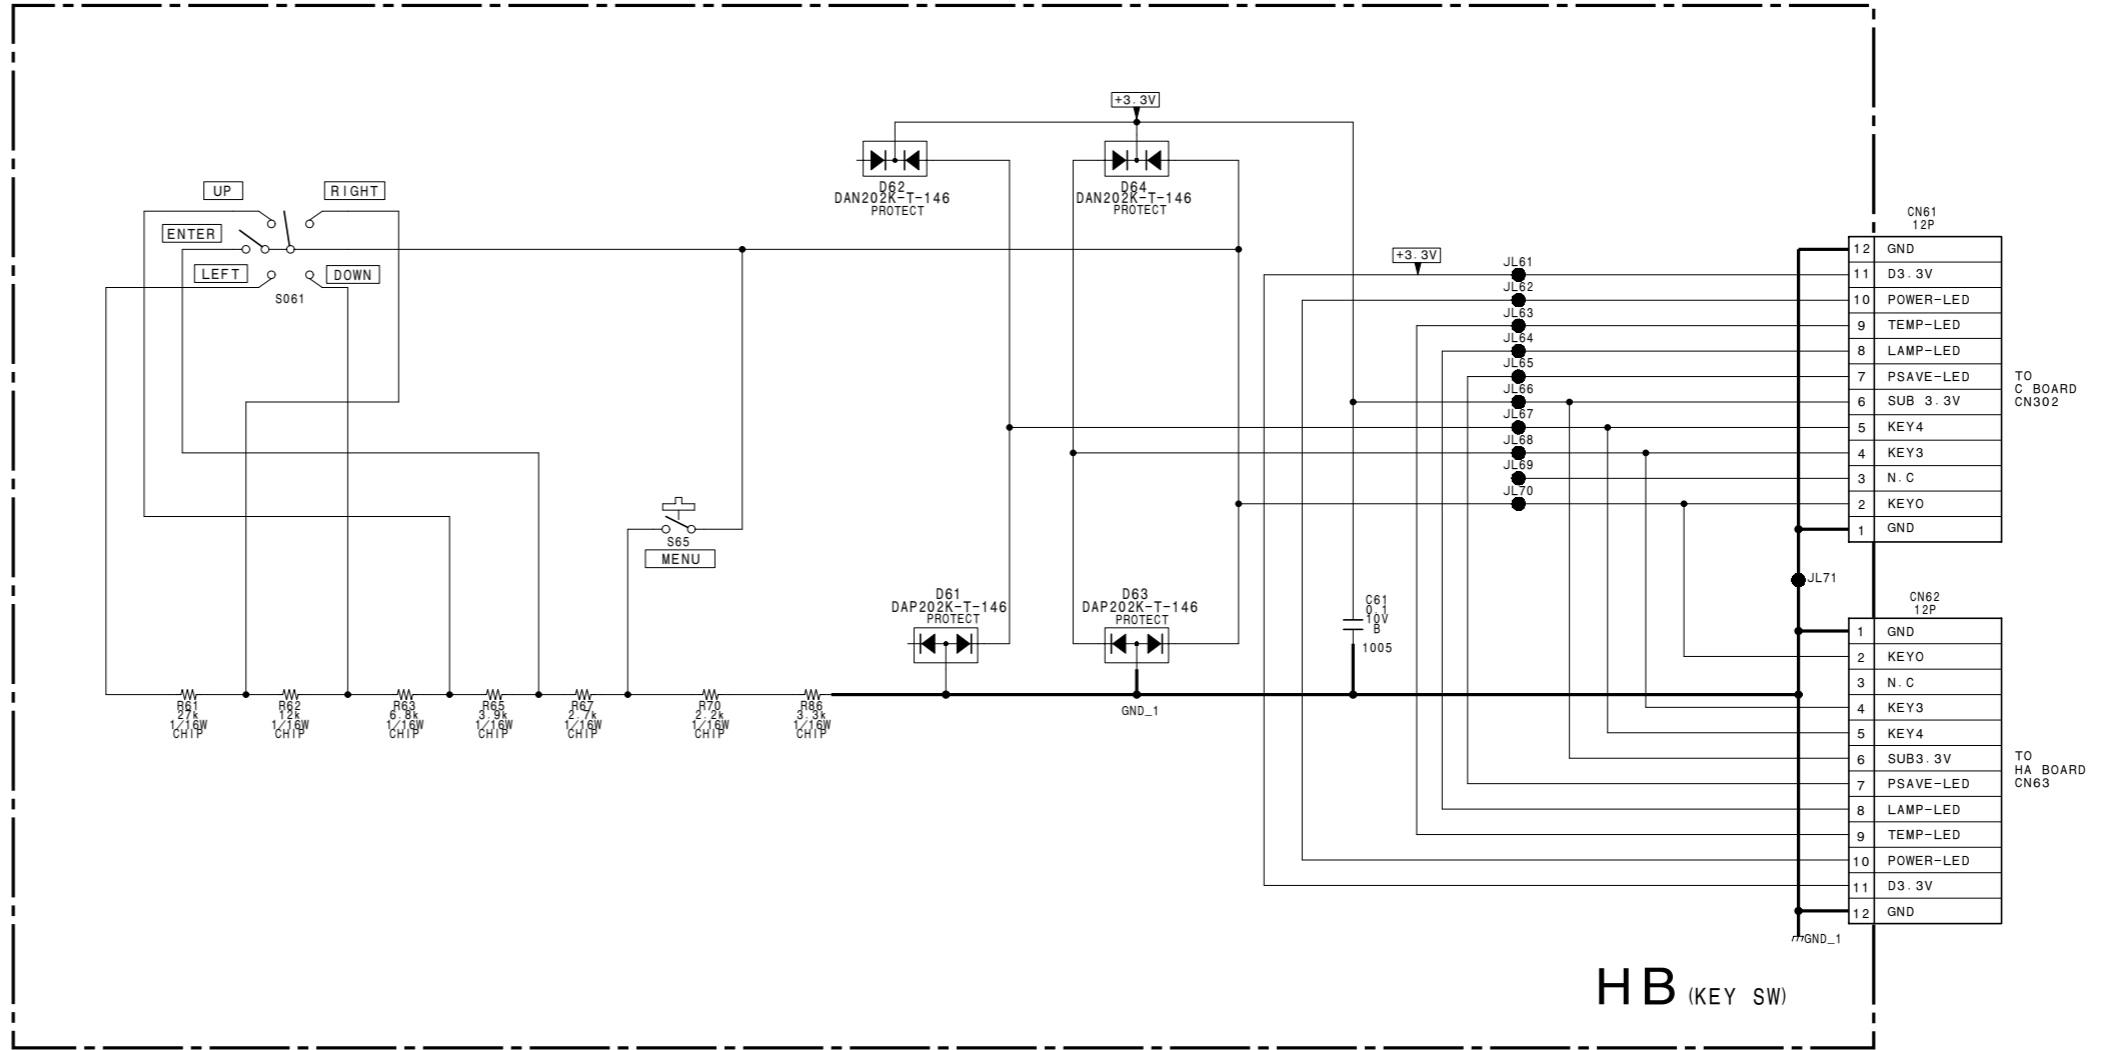 +3.3V
D62
DAN202K-T-146
PROTECT
D64
DAN202K-T-146
PROTECT
UP
RIGHT
ENTER
LEFT
DOWN
S061
+3.3V
JL61
JL62
JL63
JL64
JL65
JL66
JL67
JL68
JL69
JL70
CN61
12P
12 GND
11 D3.3V
10 POWER-LED
9 TEMP-LED
8 LAMP-LED
7 PSAVE-LED
6 SUB 3.3V
5 KEY4
4 KEY3
3 N.C
2 KEY0
1 GND
TO
C BOARD
CN302
S65
MENU
JL71
D61
DAP202K-T-146
PROTECT
D63
DAP202K-T-146
PROTECT
C61
0.1
10V
B
1005
R61
27k
1/16W
CHIP
R62
12k
1/16W
CHIP
R63
6.8k
1/16W
CHIP
R65
3.9k
1/16W
CHIP
R67
2.7k
1/16W
CHIP
R70
2.2k
1/16W
CHIP
R86
3.3k
1/16W
CHIP
GND_1
CN62
12P
1 GND
2 KEY0
3 N.C
4 KEY3
5 KEY4
6 SUB3.3V
7 PSAVE-LED
8 LAMP-LED
9 TEMP-LED
10 POWER-LED
11 D3.3V
12 GND
TO
HA BOARD
CN63
GND_1
HB (KEY SW)